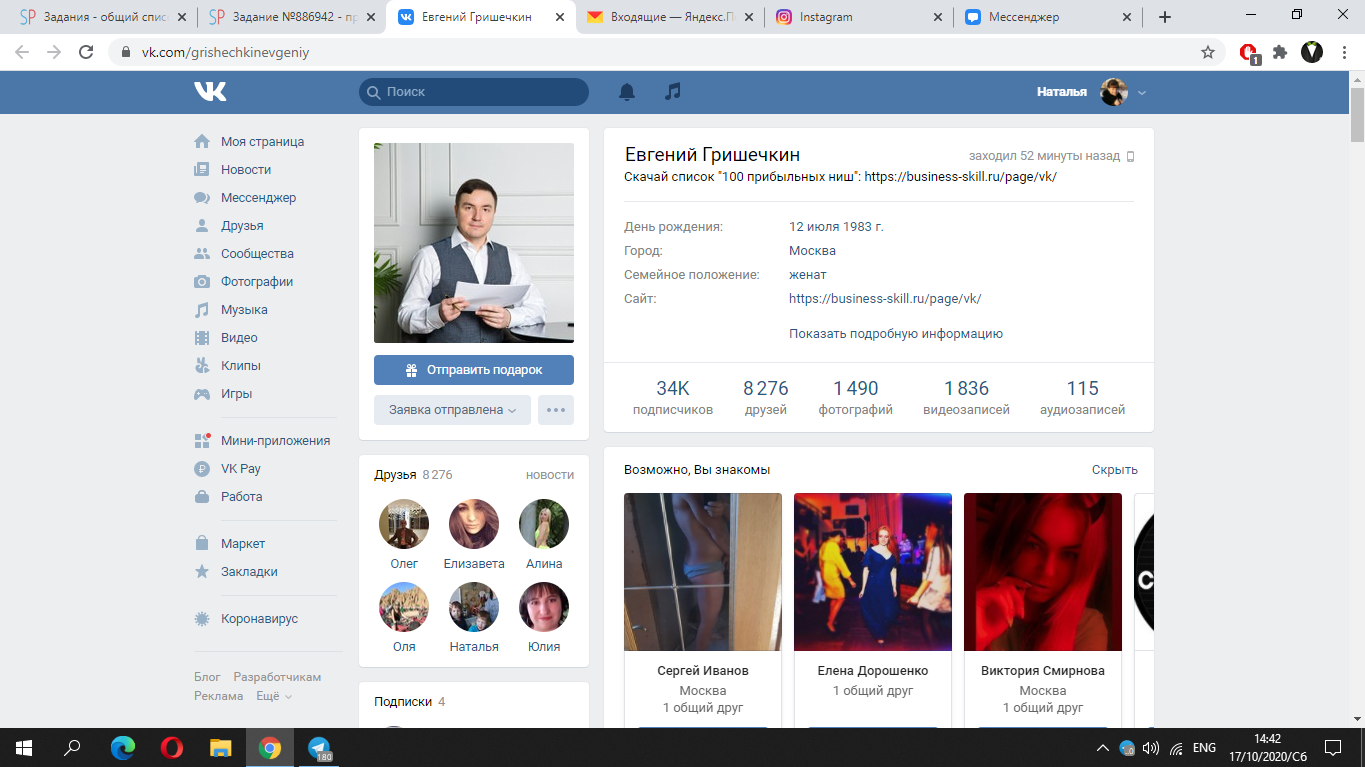 Задания - общий спис
Задание №886942 - пр
Евгений Гришечкин
Входящие — Яндекс.П
Instagram
Мессенджер
vk.com/grishechkinevgeniy
1
Поиск
Наталья
Моя страница
Новости
Мессенджер
Друзья
Сообщества
Фотографии
Музыка
Видео
Клипы
Игры
Мини-приложения
VK Pay
Работа
Маркет
Закладки
Коронавирус
Блог Разработчикам
Реклама Ещё
Отправить подарок
Заявка отправлена
Друзья 8 276 новости
Олег Елизавета Алина
Оля Наталья Юлия
Подписки 4
Евгений Гришечкин
заходил 52 минуты назад
Скачай список "100 прибыльных ниш": https://business-skill.ru/page/vk/
День рождения: 12 июля 1983 г.
Город: Москва
Семейное положение: женат
Сайт: https://business-skill.ru/page/vk/
Показать подробную информацию
34K 8 276 1 490 1 836 115
подписчиков друзей фотографий видеозаписей аудиозаписей
Возможно, Вы знакомы Скрыть
Сергей Иванов
Москва
1 общий друг
Елена Дорошенко
1 общий друг
Виктория Смирнова
Москва
1 общий друг
180
ENG
14:42
17/10/2020/Сб